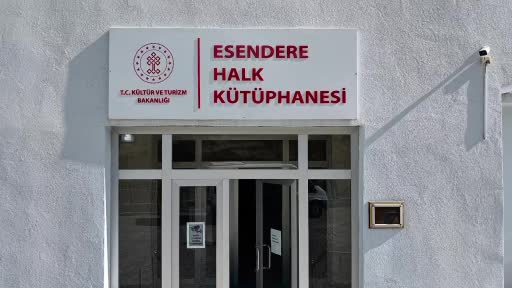 ESENDERE
HALK
KÜTÜPHANESİ
T.C. KÜLTÜR VE TURİZM
BAKANLIĞI